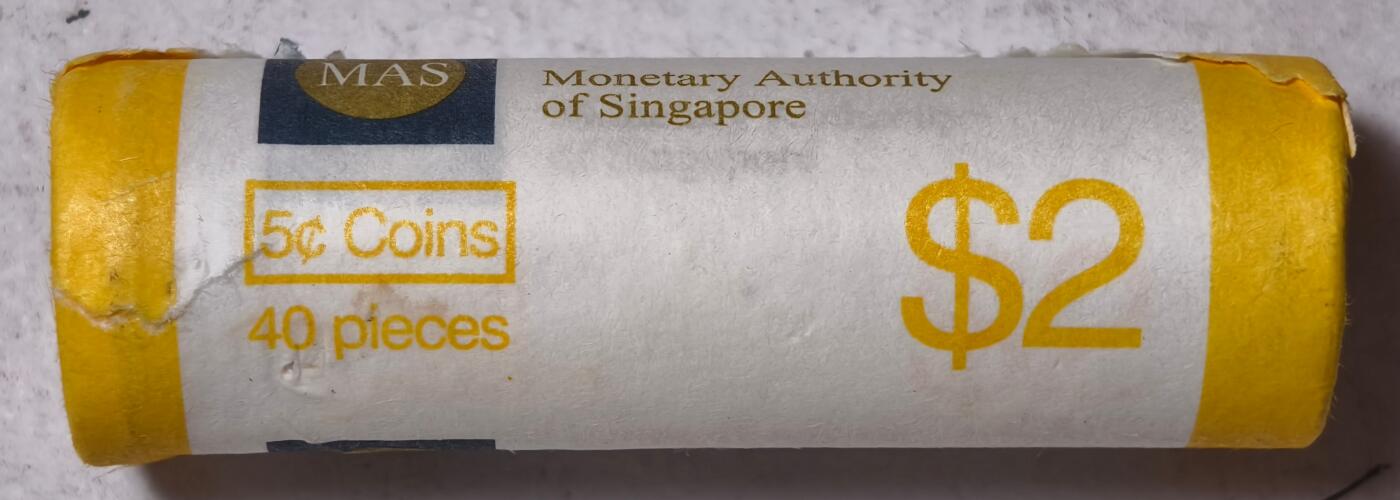 MAS
Monetary Authority
of Singapore
5¢ Coins
40 pieces
$2